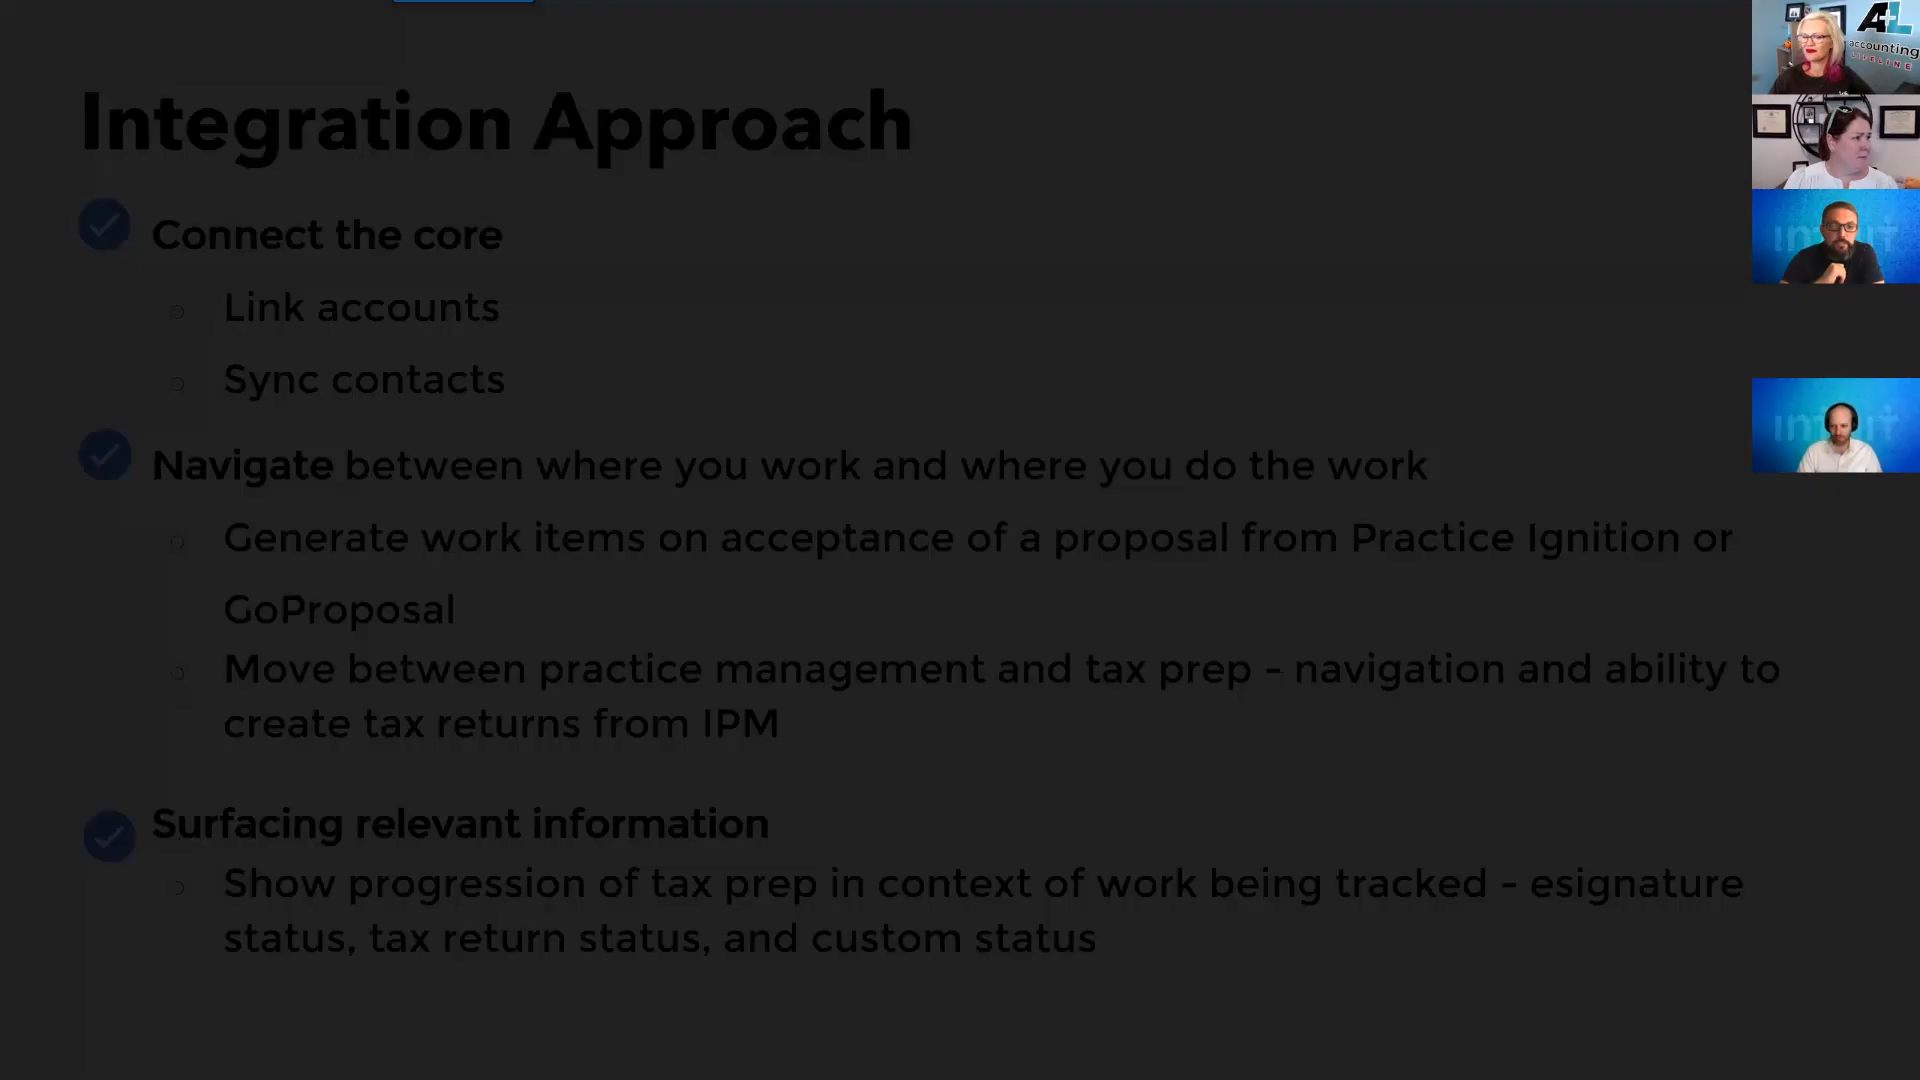 Integration Approach
Connect the core
Link accounts
Sync contacts
Navigate between where you work and where you do the work
Generate work items on acceptance of a proposal from Practice Ignition or
GoProposal
Move between practice management and tax prep - navigation and ability to
create tax returns from IPM
Surfacing relevant information
Show progression of tax prep in context of work being tracked - esignature
status, tax return status, and custom status
A+L
accounting
LIFELINE